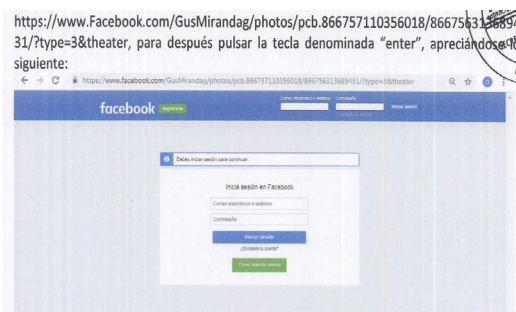 https://www.Facebook.com/GusMirandag/photos/pcb.866757110356018/8667563
31/?type=3&theater, para después pulsar la tecla denominada “enter”, apreciándose
siguiente:
https://www.facebook.com/GusMirandag/photos/pcb.866757110356018/866756313689431/?type=3&theater
facebook Registrarte
Correo electrónico o teléfono Contraseña
Iniciar sesión
Debes iniciar sesión para continuar.
Inicia sesión en Facebook
Correo electrónico o teléfono
Contraseña
Iniciar sesión
¿Olvidaste tu cuenta?
Crear cuenta nueva